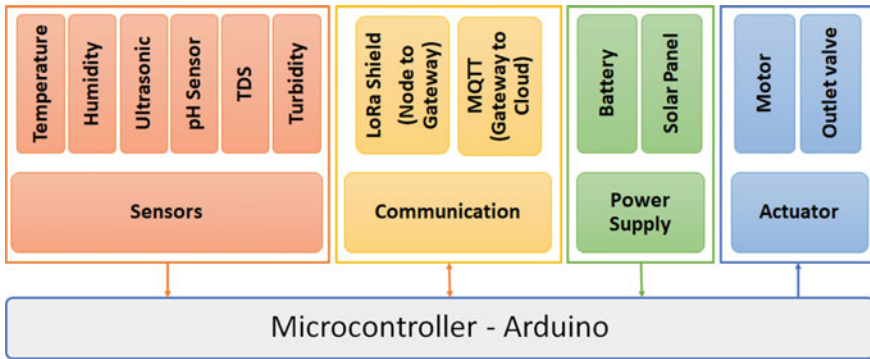 Temperature
Humidity
Ultrasonic
pH Sensor
TDS
Turbidity
Sensors
LoRa Shield
(Node to
Gateway)
MQTT
(Gateway to
Cloud)
Communication
Battery
Solar Panel
Power
Supply
Motor
Outlet valve
Actuator
Microcontroller - Arduino